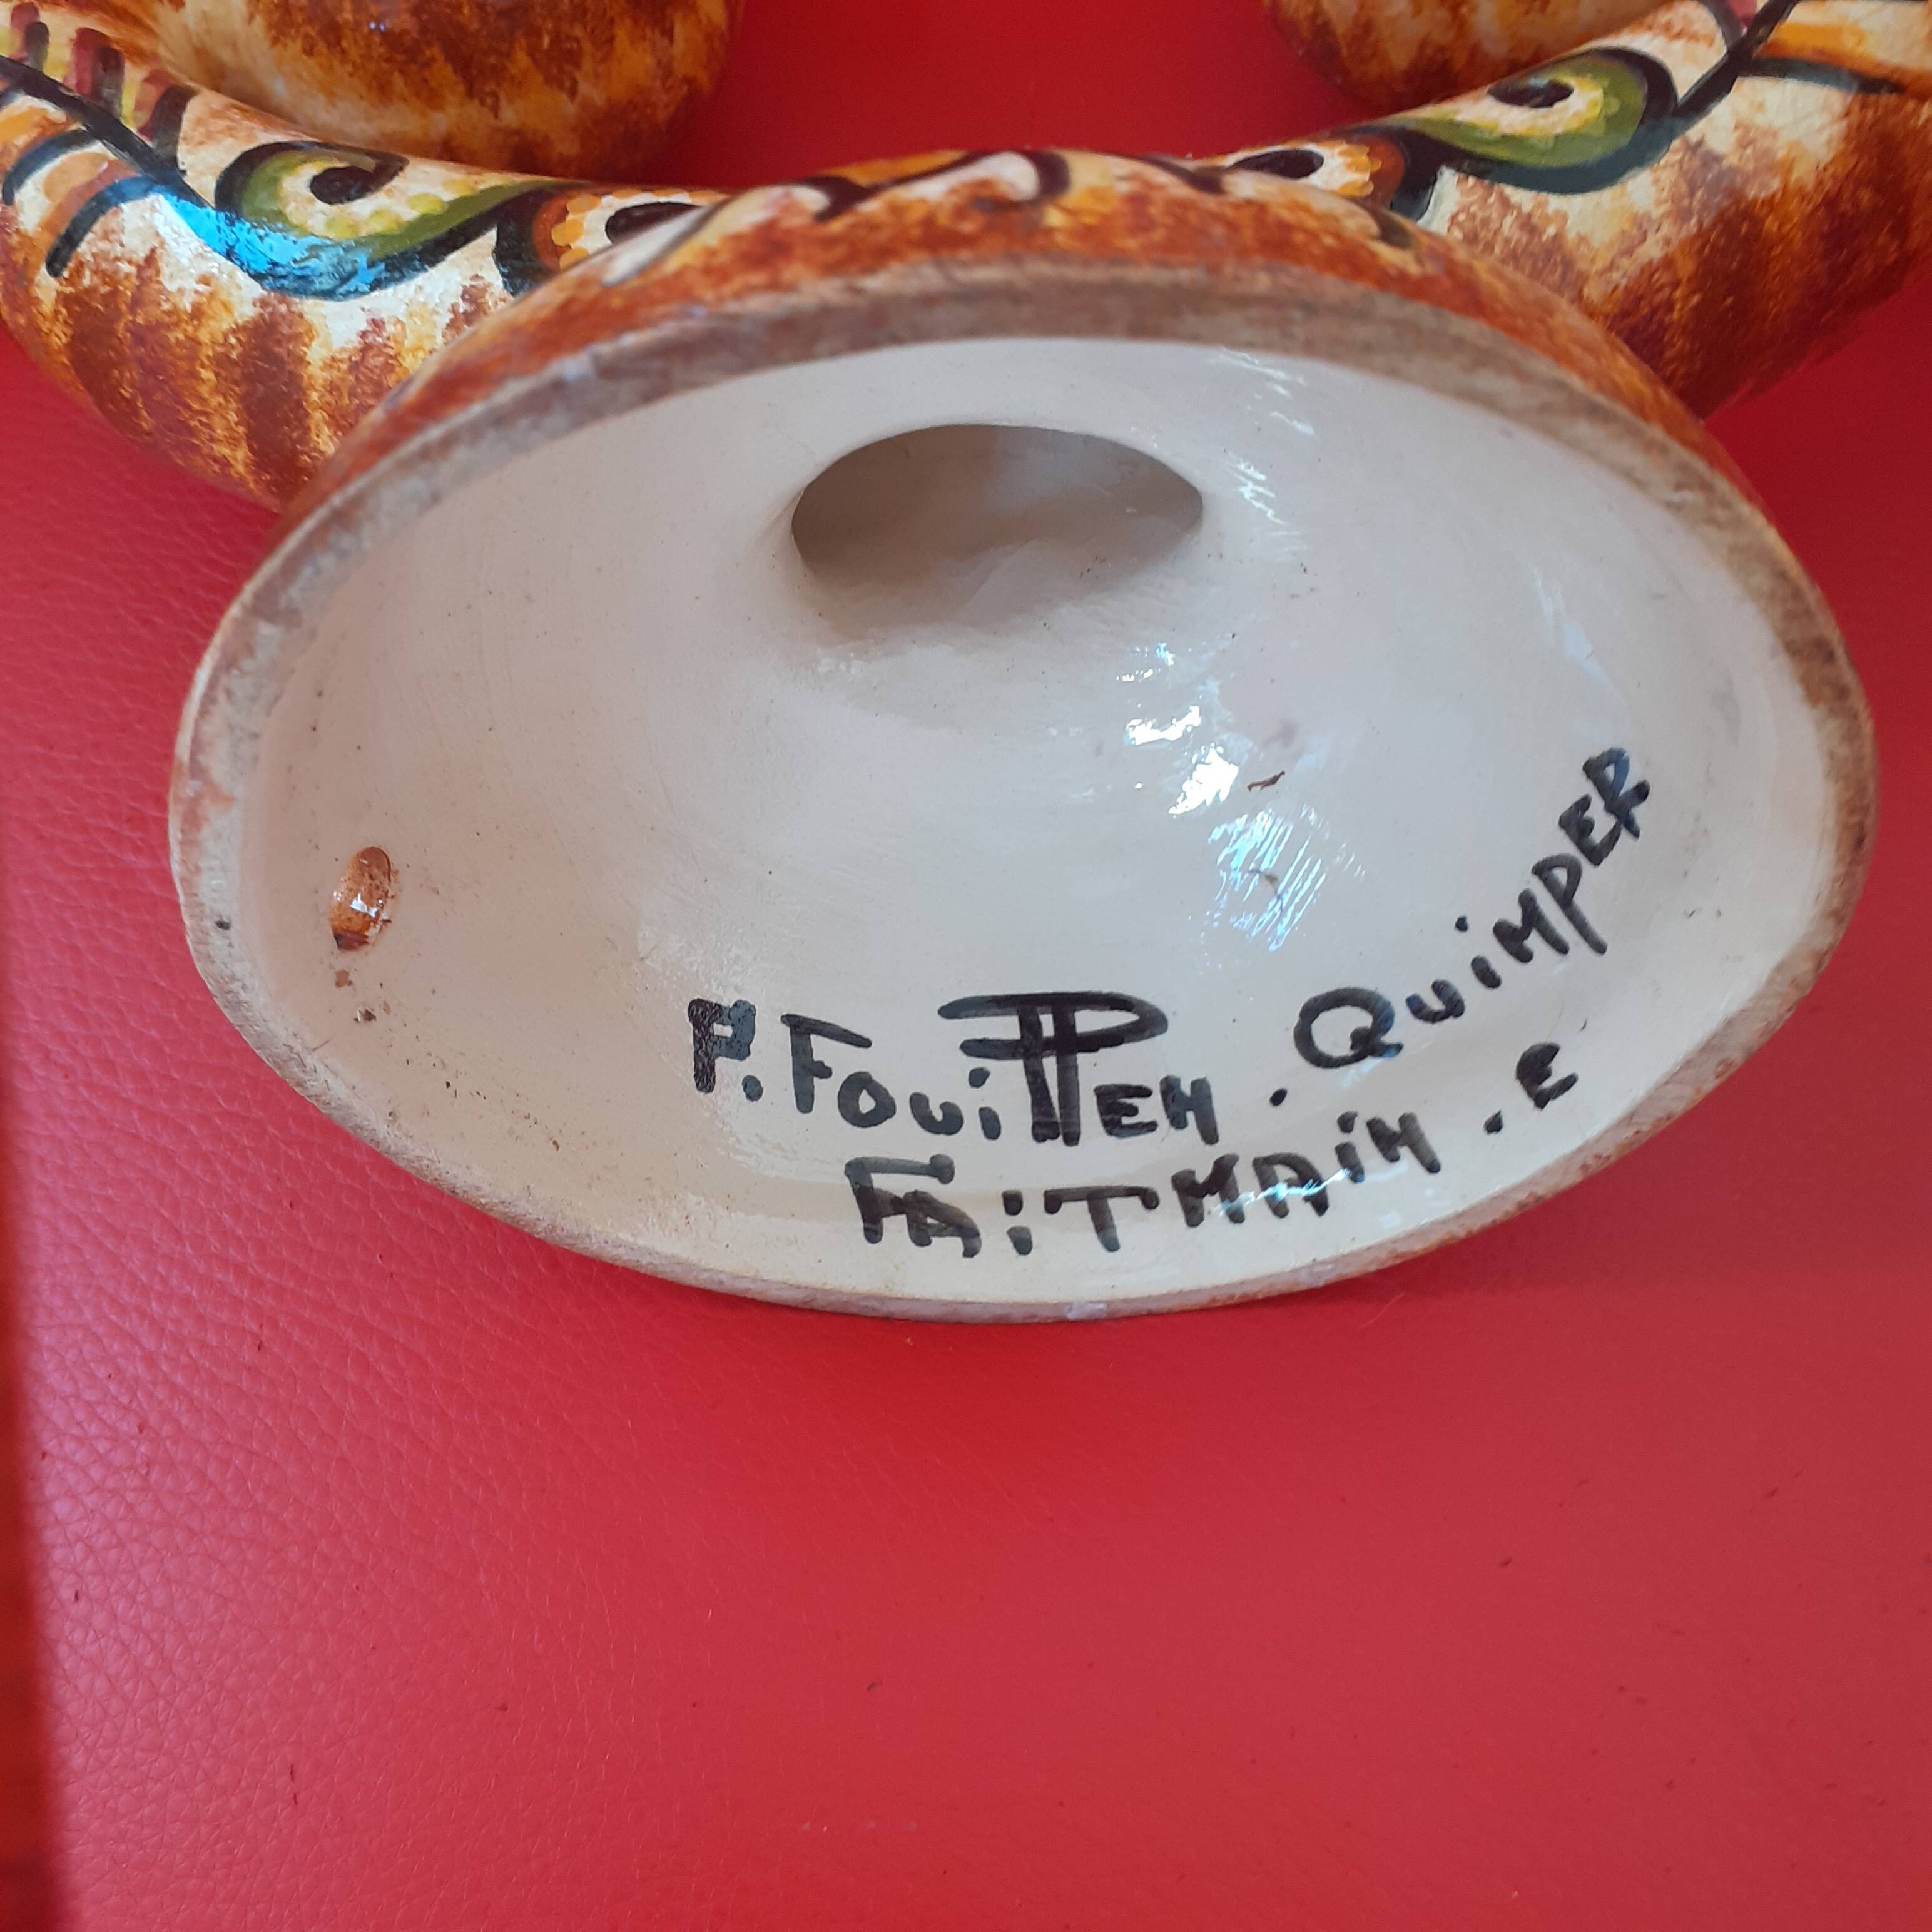 P. FouiLLEN . QuiMPER
FAiT MAiN . E